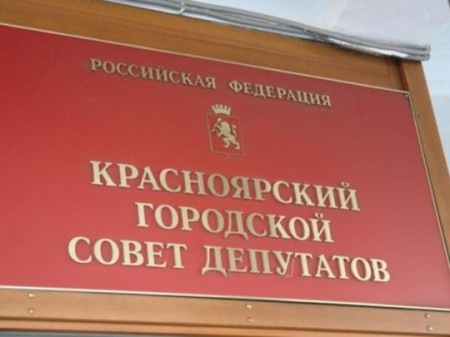 РОССИЙСКАЯ ФЕДЕРАЦИЯ
КРАСНОЯРСКИЙ
ГОРОДСКОЙ
СОВЕТ ДЕПУТАТОВ